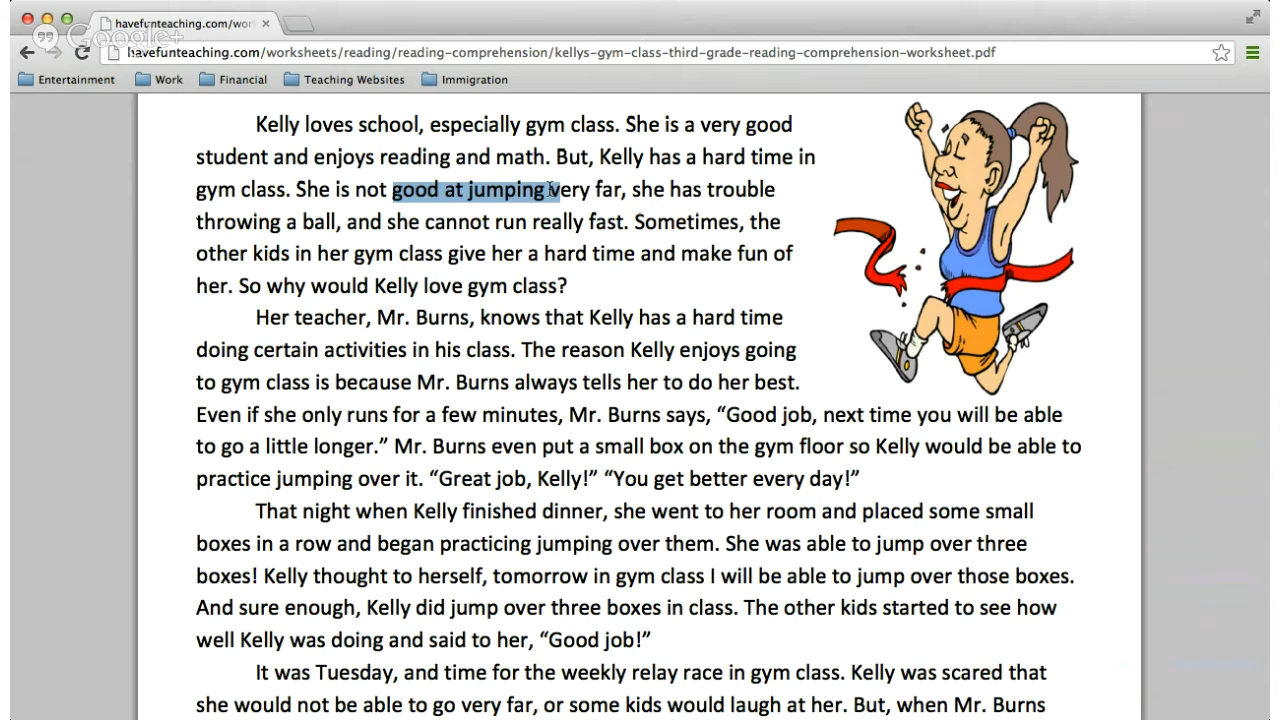 havefunteaching.com/wor
Google+
havefunteaching.com/worksheets/reading/reading-comprehension/kellys-gym-class-third-grade-reading-comprehension-worksheet.pdf
Entertainment Work Financial Teaching Websites Immigration
Kelly loves school, especially gym class. She is a very good
student and enjoys reading and math. But, Kelly has a hard time in
gym class. She is not good at jumping very far, she has trouble
throwing a ball, and she cannot run really fast. Sometimes, the
other kids in her gym class give her a hard time and make fun of
her. So why would Kelly love gym class?
Her teacher, Mr. Burns, knows that Kelly has a hard time
doing certain activities in his class. The reason Kelly enjoys going
to gym class is because Mr. Burns always tells her to do her best.
Even if she only runs for a few minutes, Mr. Burns says, “Good job, next time you will be able
to go a little longer.” Mr. Burns even put a small box on the gym floor so Kelly would be able to
practice jumping over it. “Great job, Kelly!” “You get better every day!”
That night when Kelly finished dinner, she went to her room and placed some small
boxes in a row and began practicing jumping over them. She was able to jump over three
boxes! Kelly thought to herself, tomorrow in gym class I will be able to jump over those boxes.
And sure enough, Kelly did jump over three boxes in class. The other kids started to see how
well Kelly was doing and said to her, “Good job!”
It was Tuesday, and time for the weekly relay race in gym class. Kelly was scared that
she would not be able to go very far, or some kids would laugh at her. But, when Mr. Burns